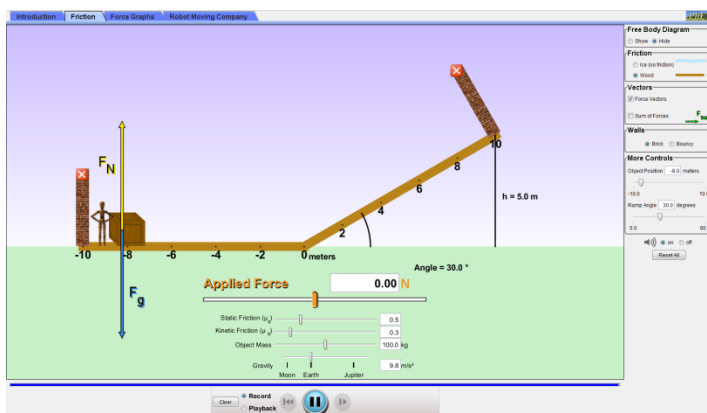 Introduction
Friction
Force Graphs
Robot Moving Company
Free Body Diagram
Show
Hide
Friction
Ice (no friction)
Wood
Vectors
Force Vectors
Sum of Forces
Walls
Brick
Bouncy
More Controls
Object Position -8.0 meters
-10.0
Ramp Angle 30.0 degrees
0.0
on
off
Reset All
FN
Fg
-10 -8 -6 -4 -2 0 meters 2 4 6 8 10
h = 5.0 m
Angle = 30.0 °
Applied Force 0.00 N
Static Friction (μs) 0.5
Kinetic Friction (μk) 0.3
Object Mass 100.0 kg
Gravity 9.8 m/s²
Moon Earth Jupiter
Clear
Record
Playback